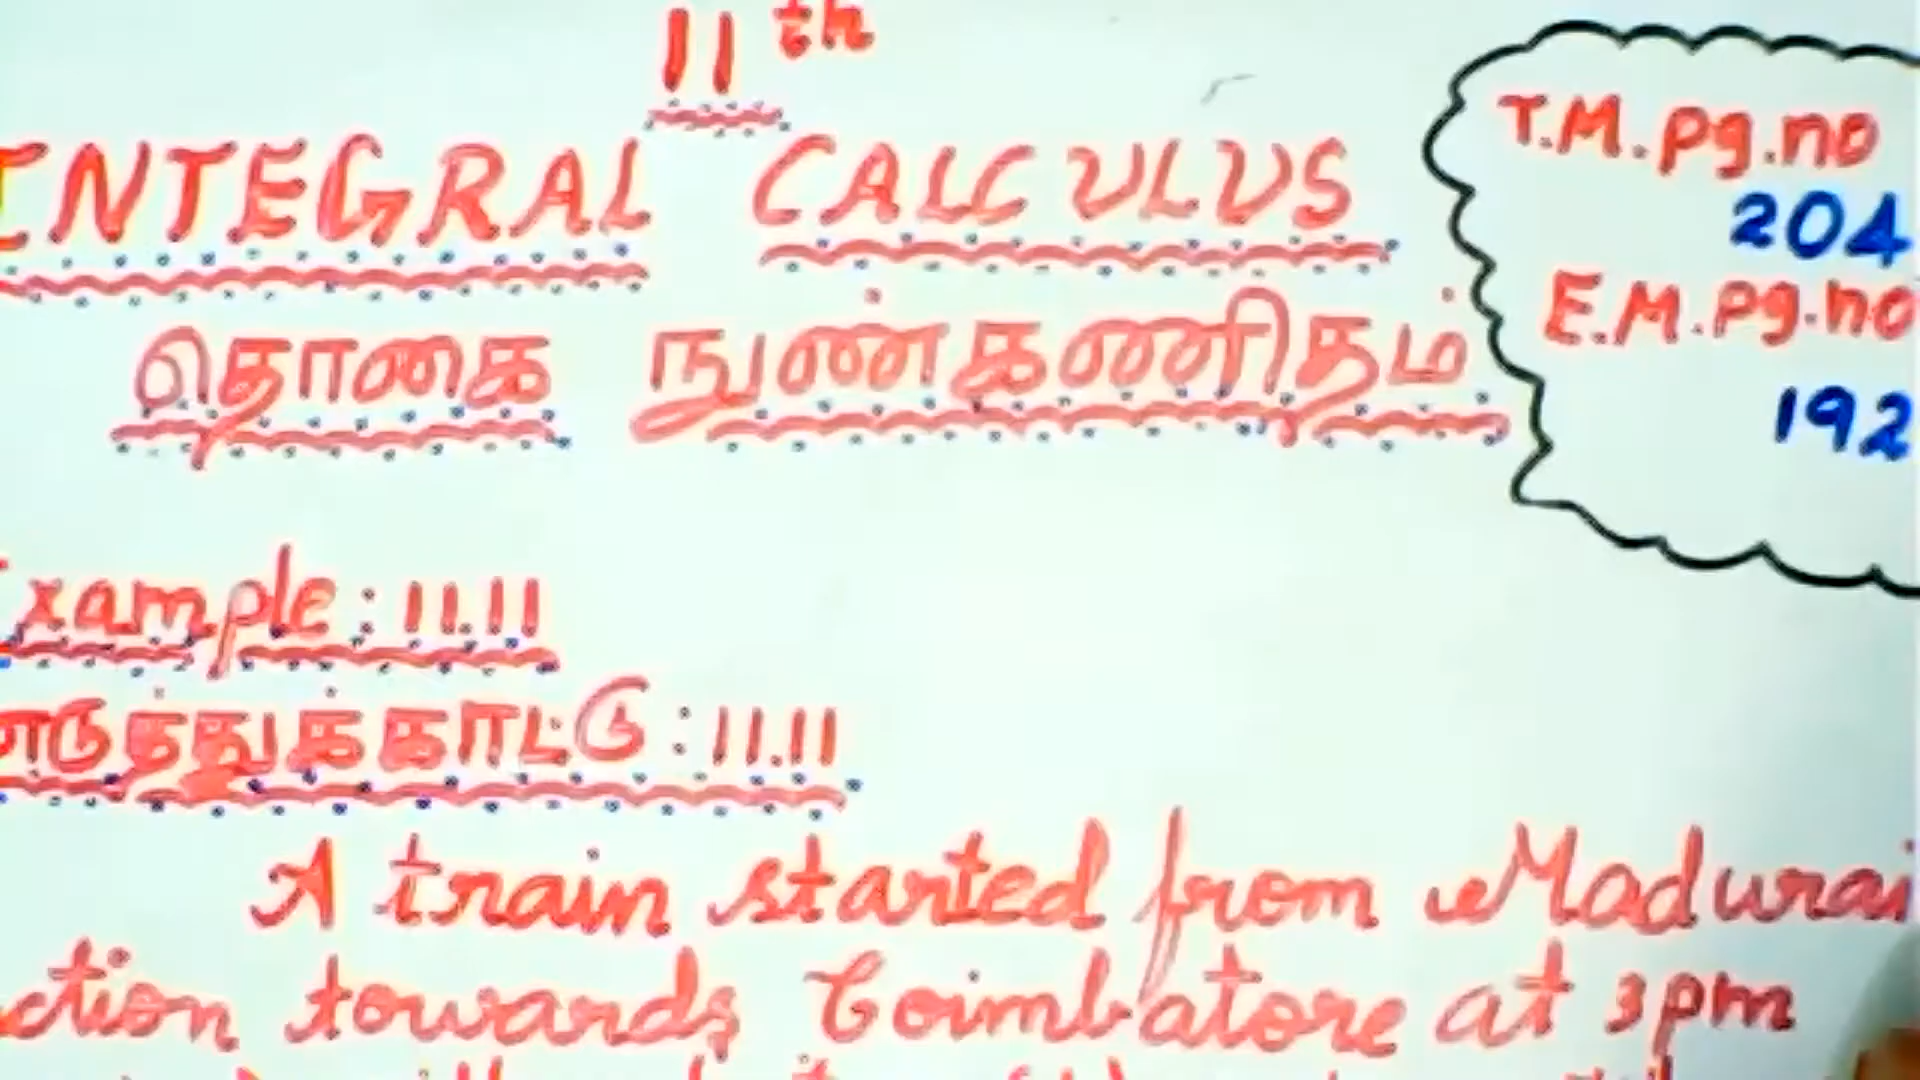 11th
INTEGRAL CALCULUS
தொகை நுண்கணிதம்
T.M.pg.no
204
E.M.pg.no
192
Example : 11.11
எடுத்துக்காட்டு : 11.11
A train started from Madurai
ction towards Coimbatore at 3pm